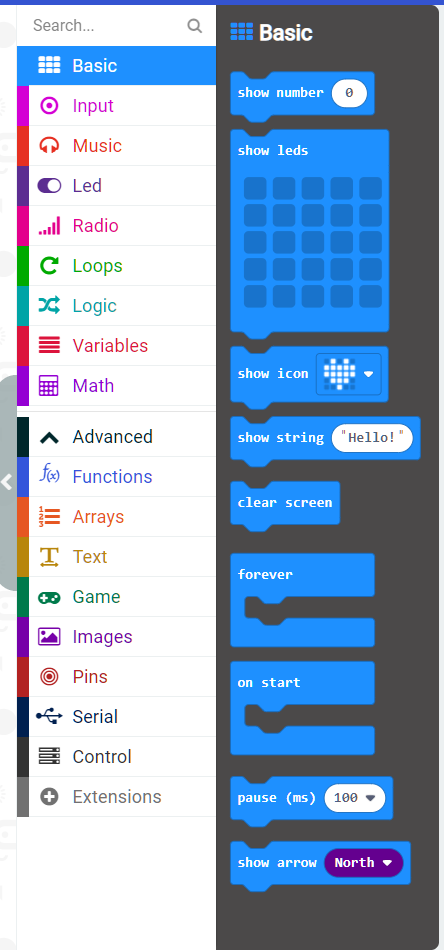 Search...
Basic
Input
Music
Led
Radio
Loops
Logic
Variables
Math
Advanced
Functions
Arrays
Text
Game
Images
Pins
Serial
Control
Extensions
Basic
show number 0
show leds
show icon
show string "Hello!"
clear screen
forever
on start
pause (ms) 100
show arrow North